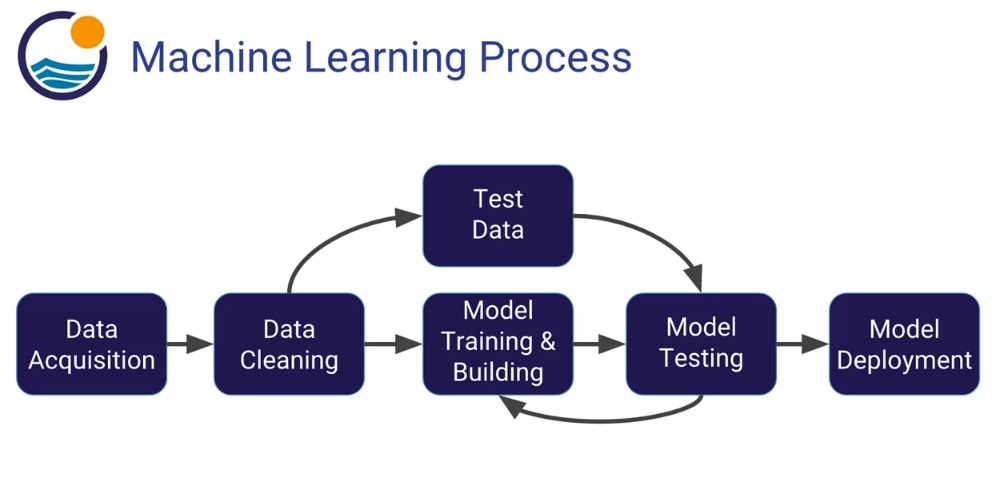 Machine Learning Process
Test
Data
Data
Acquisition
Data
Cleaning
Model
Training &
Building
Model
Testing
Model
Deployment